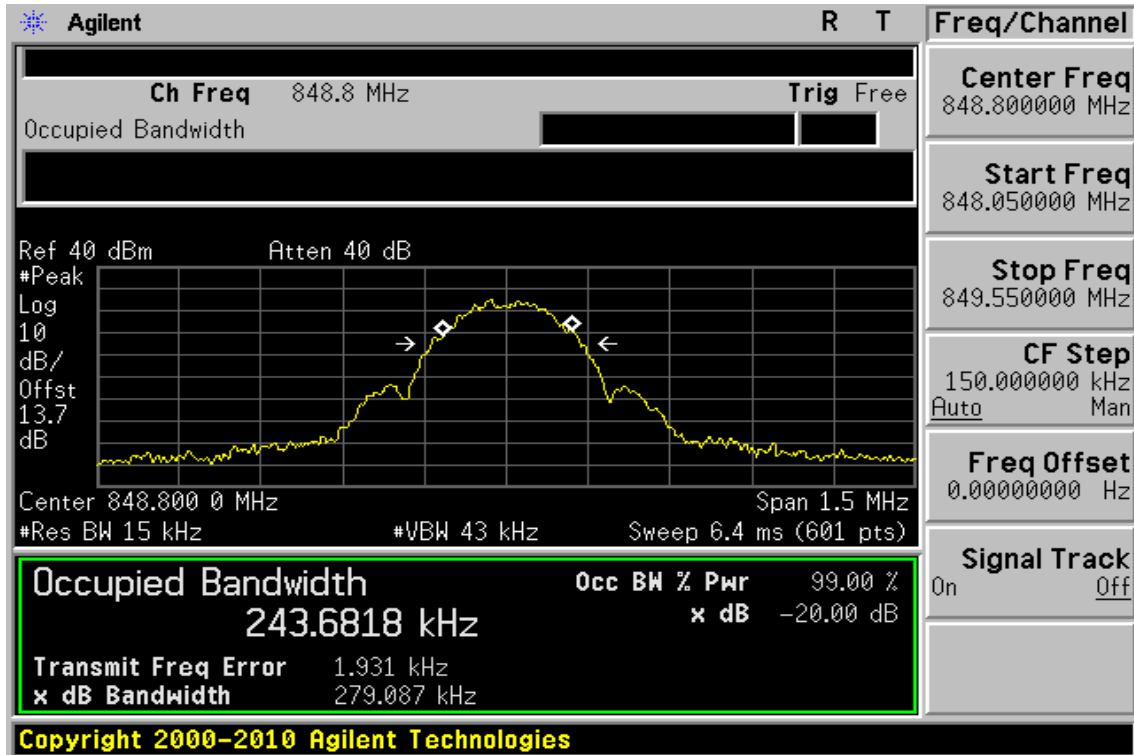 Agilent R T
Ch Freq 848.8 MHz Trig Free
Occupied Bandwidth
Ref 40 dBm Atten 40 dB
#Peak
Log
10
dB/
Offst
13.7
dB
Center 848.800 0 MHz Span 1.5 MHz
#Res BW 15 kHz #VBW 43 kHz Sweep 6.4 ms (601 pts)
Occupied Bandwidth Occ BW % Pwr 99.00 %
243.6818 kHz x dB -20.00 dB
Transmit Freq Error 1.931 kHz
x dB Bandwidth 279.087 kHz
Copyright 2000-2010 Agilent Technologies
Freq/Channel
Center Freq
848.800000 MHz
Start Freq
848.050000 MHz
Stop Freq
849.550000 MHz
CF Step
150.000000 kHz
Auto Man
Freq Offset
0.00000000 Hz
Signal Track
On Off